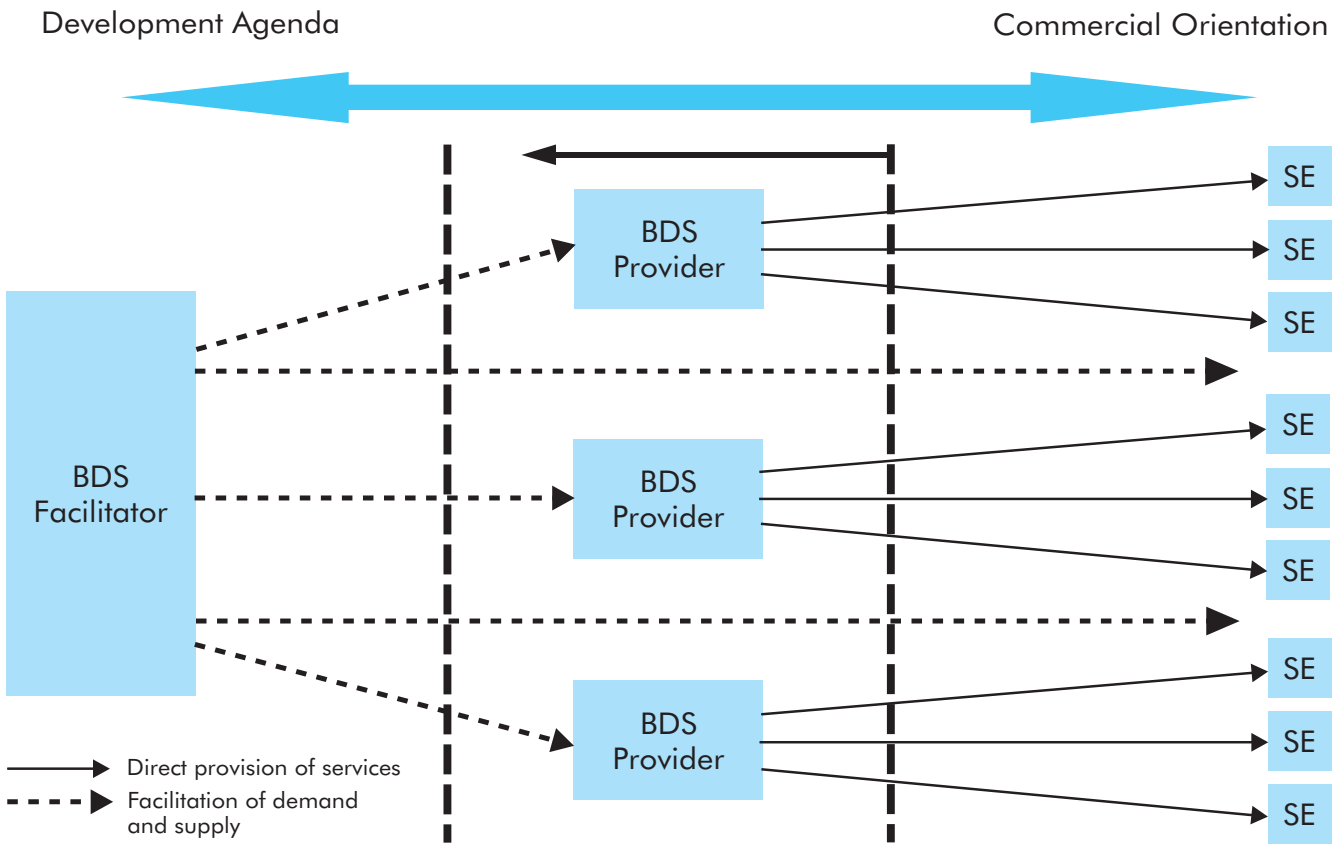 Development Agenda
Commercial Orientation
SE
BDS
Provider
SE
SE
SE
BDS
Facilitator
BDS
Provider
SE
SE
SE
BDS
Provider
SE
SE
Direct provision of services
Facilitation of demand
and supply